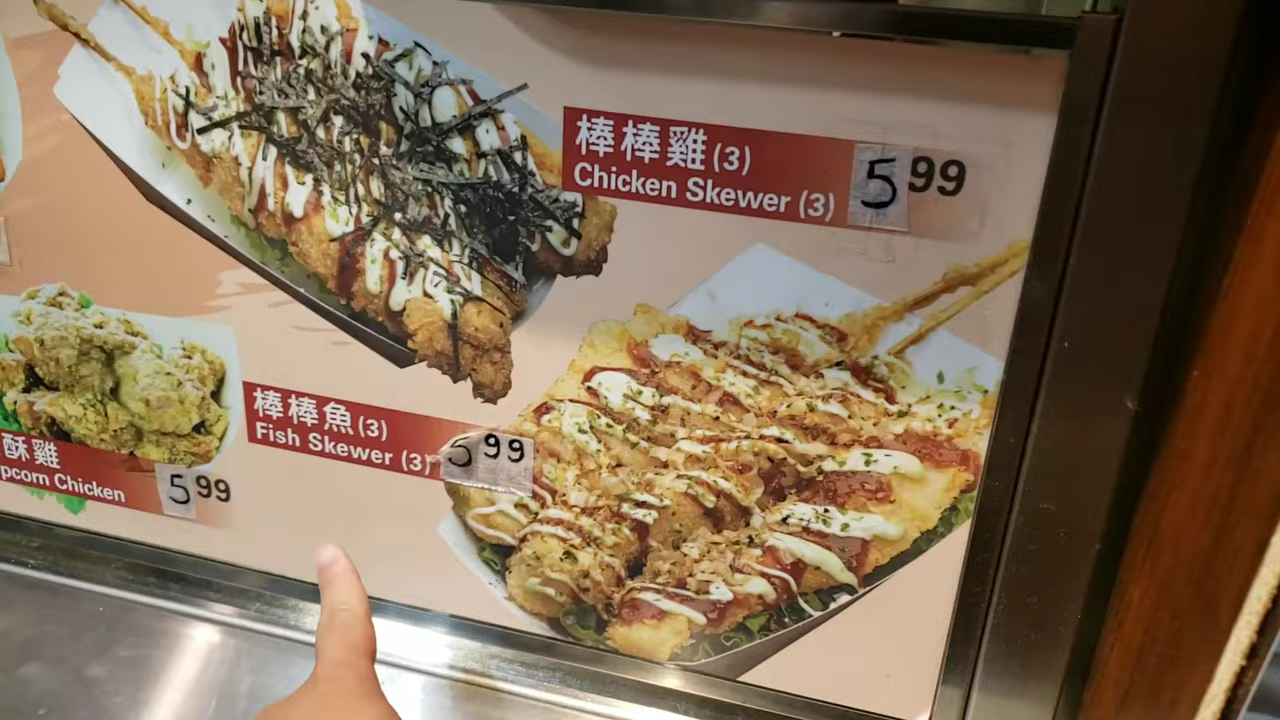 棒棒雞(3)
Chicken Skewer (3)
5 99
棒棒魚(3)
Fish Skewer (3)
5 99
酥雞
pcorn Chicken
5 99